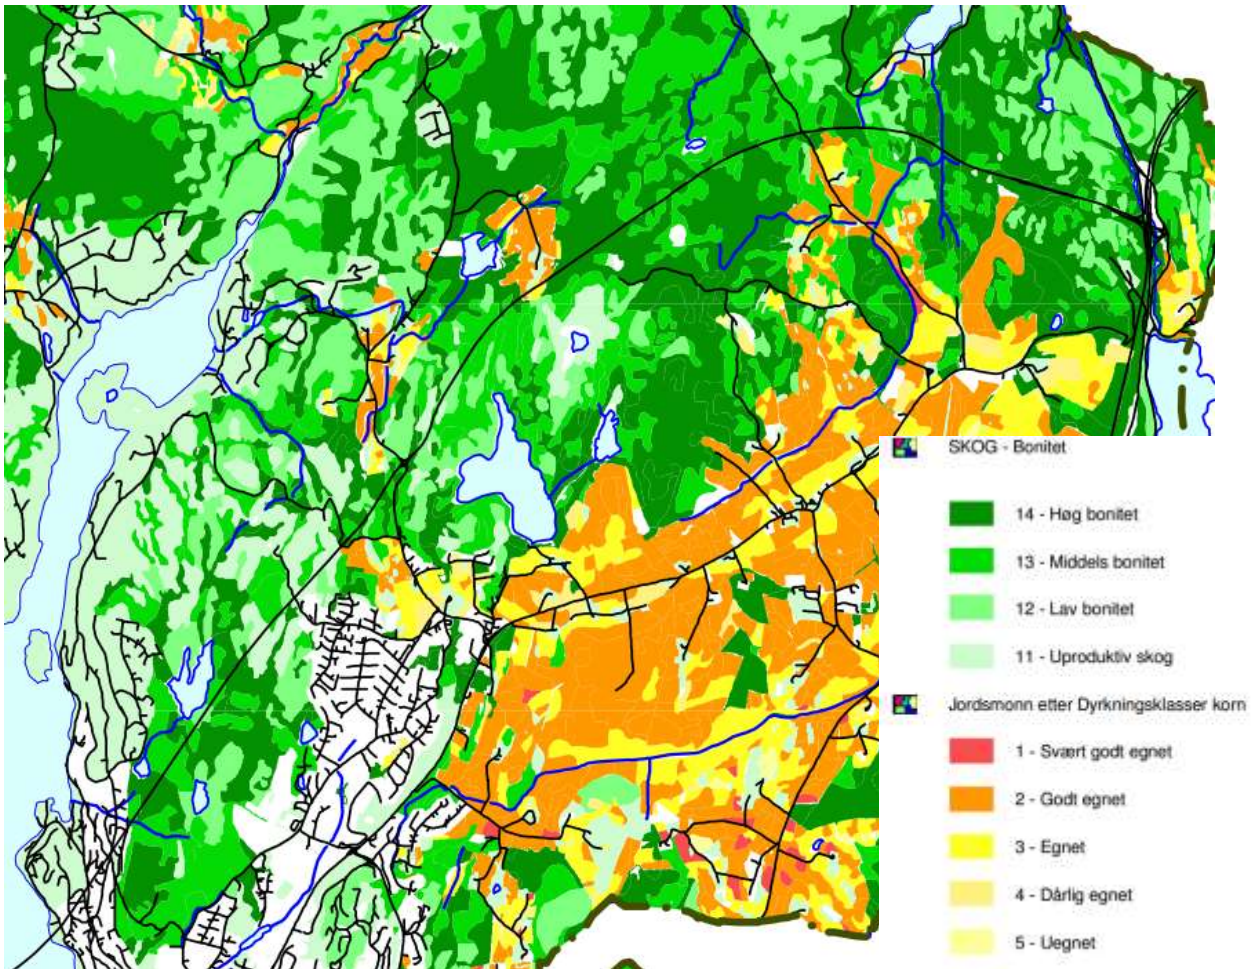 SKOG - Bonitet
14 - Høg bonitet
13 - Middels bonitet
12 - Lav bonitet
11 - Uproduktiv skog
Jordsmonn etter Dyrkningsklasser korn
1 - Svært godt egnet
2 - Godt egnet
3 - Egnet
4 - Dårlig egnet
5 - Uegnet